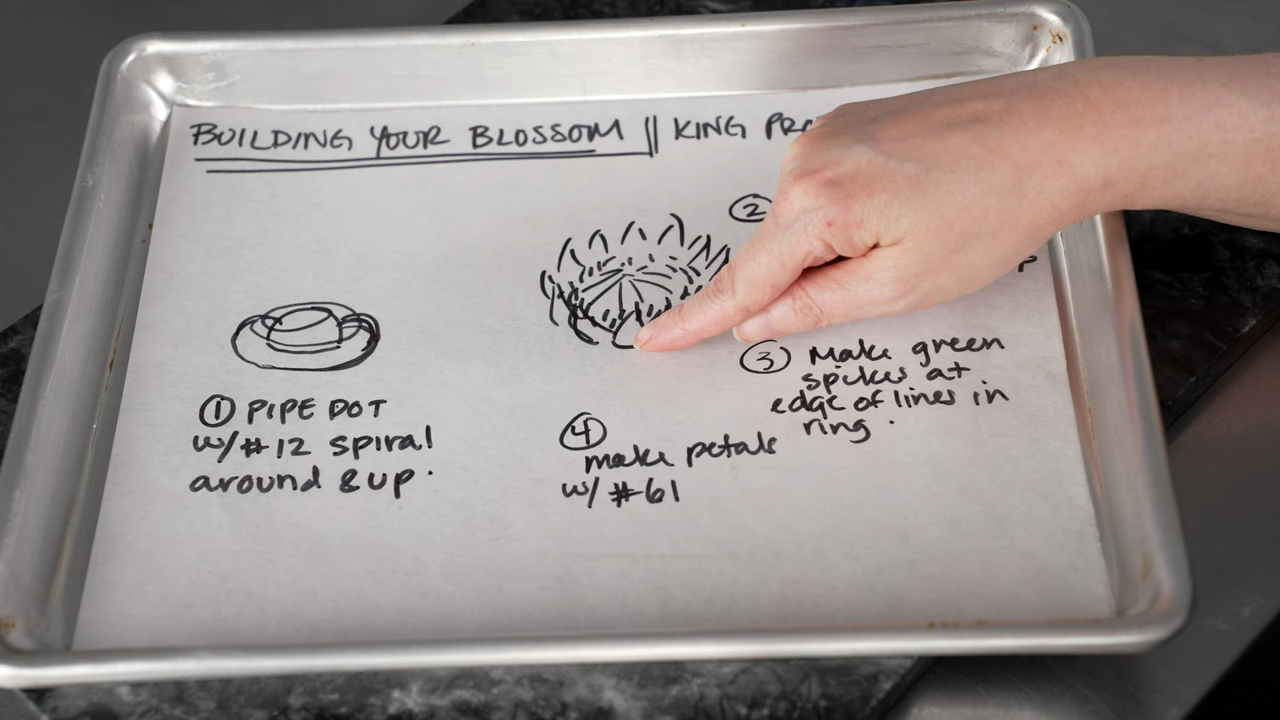 BUILDING YOUR BLOSSOM || KING
②
③ Make green
spikes at
edge of lines in
ring.
① PIPE DOT
w/#12 spiral
around & up.
④
make petals
w/ #61